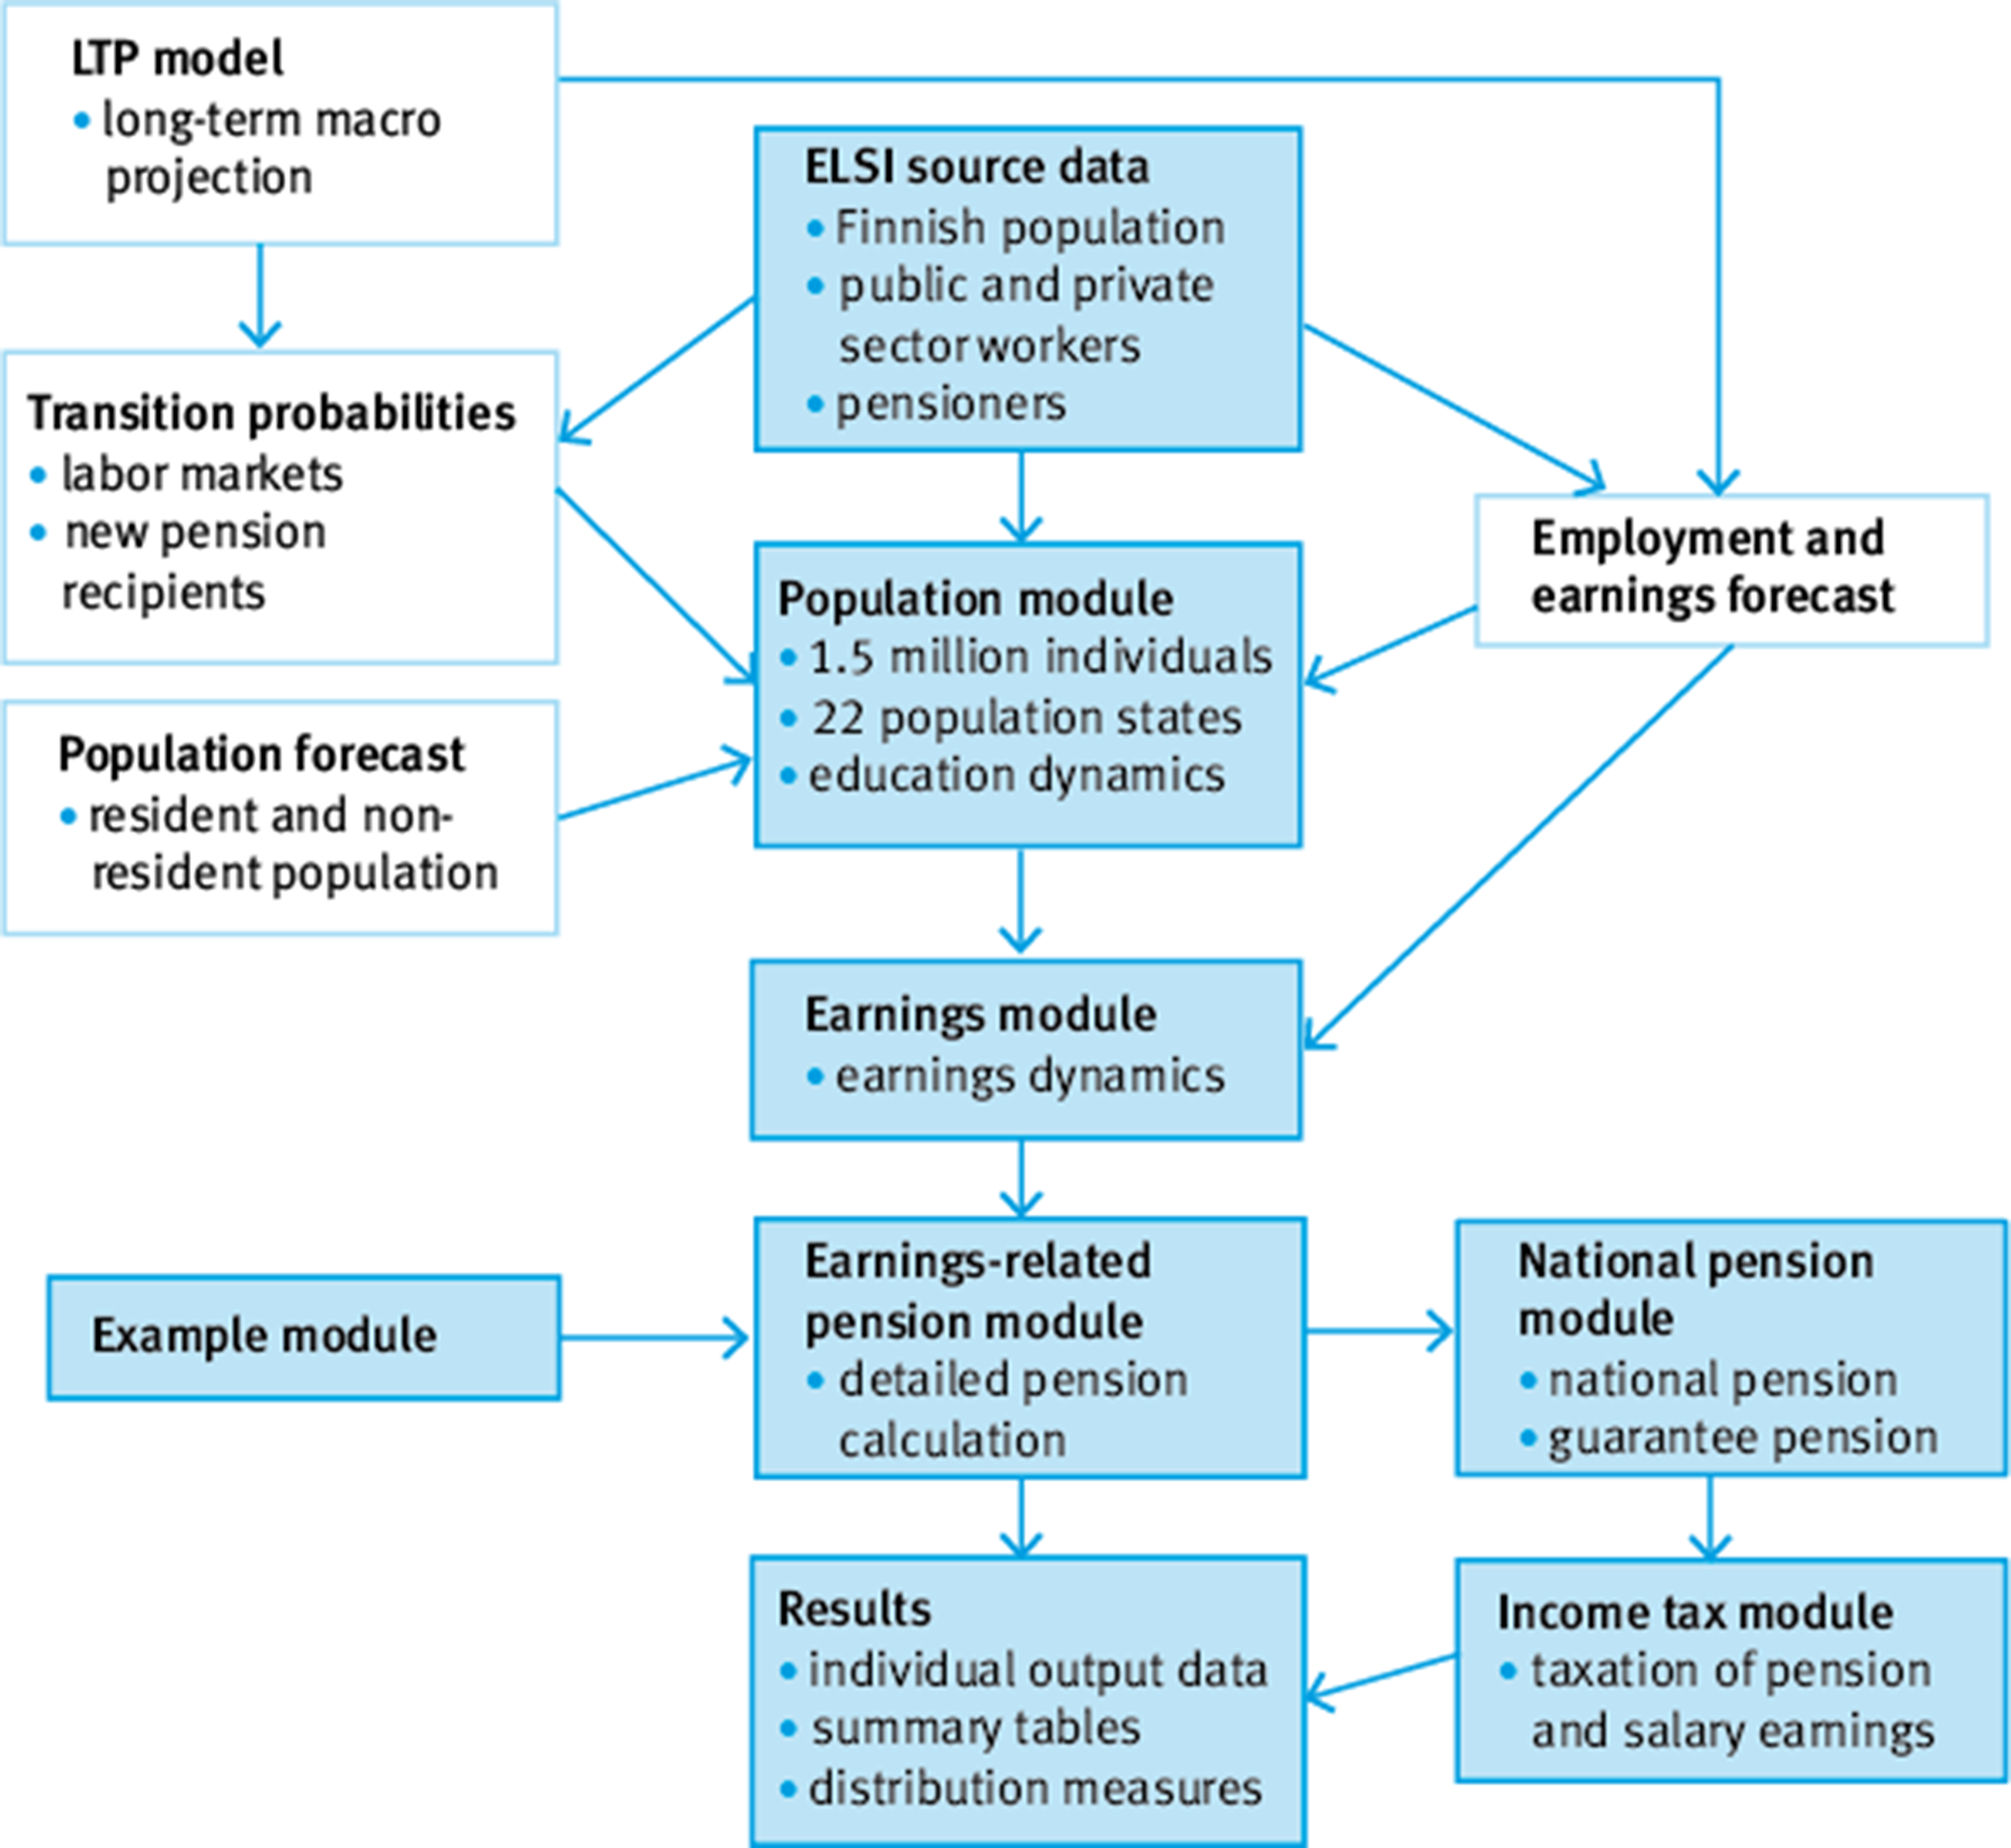 LTP model
• long-term macro
projection
ELSI source data
• Finnish population
• public and private
sector workers
• pensioners
Transition probabilities
• labor markets
• new pension
recipients
Employment and
earnings forecast
Population module
• 1.5 million individuals
• 22 population states
• education dynamics
Population forecast
• resident and non-
resident population
Earnings module
• earnings dynamics
Example module
Earnings-related
pension module
• detailed pension
calculation
National pension
module
• national pension
• guarantee pension
Results
• individual output data
• summary tables
• distribution measures
Income tax module
• taxation of pension
and salary earnings